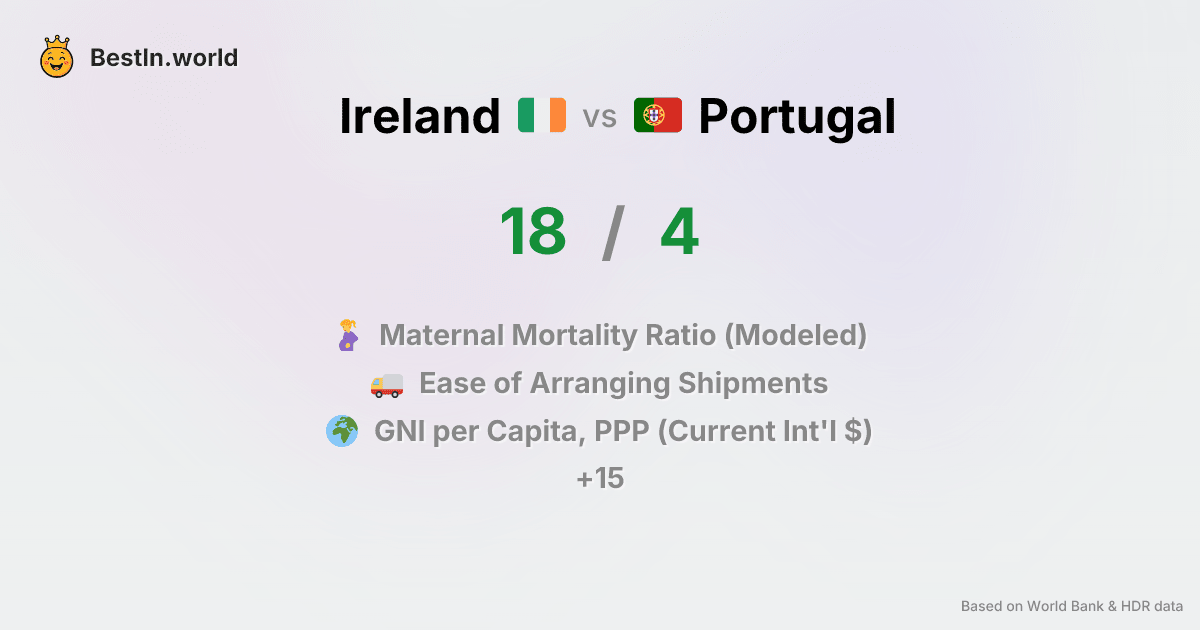 BestIn.world
Ireland vs Portugal
18 / 4
Maternal Mortality Ratio (Modeled)
Ease of Arranging Shipments
GNI per Capita, PPP (Current Int'l $)
+15
Based on World Bank & HDR data